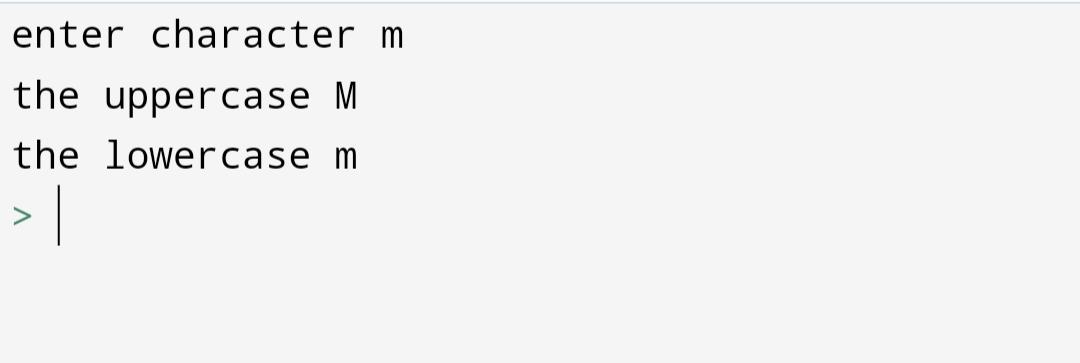 enter character m
the uppercase M
the lowercase m
>